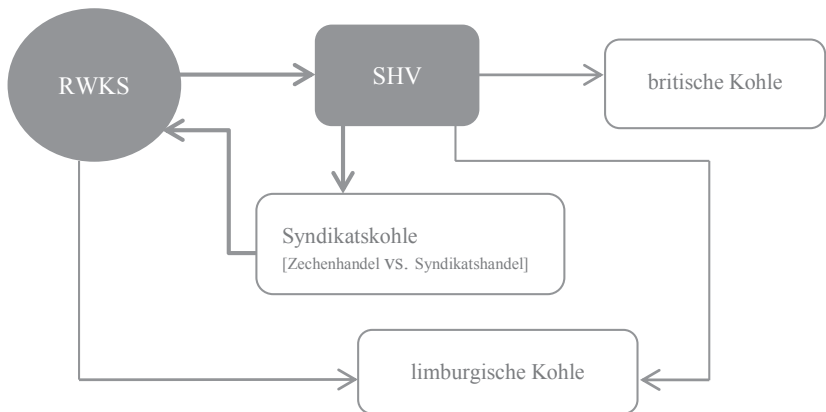 RWKS
SHV
britische Kohle
Syndikatskohle
[Zechenhandel vs. Syndikatshandel]
limburgische Kohle